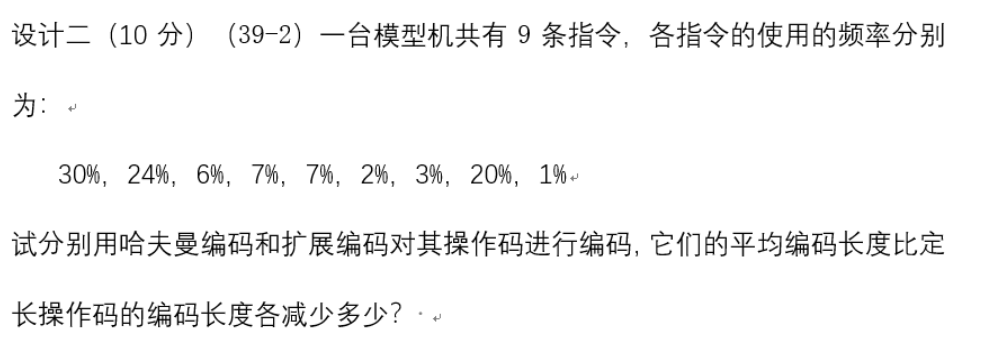 设计二（10 分）（39-2）一台模型机共有 9 条指令，各指令的使用的频率分别
为：
30%，24%，6%，7%，7%，2%，3%，20%，1%
试分别用哈夫曼编码和扩展编码对其操作码进行编码，它们的平均编码长度比定
长操作码的编码长度各减少多少？